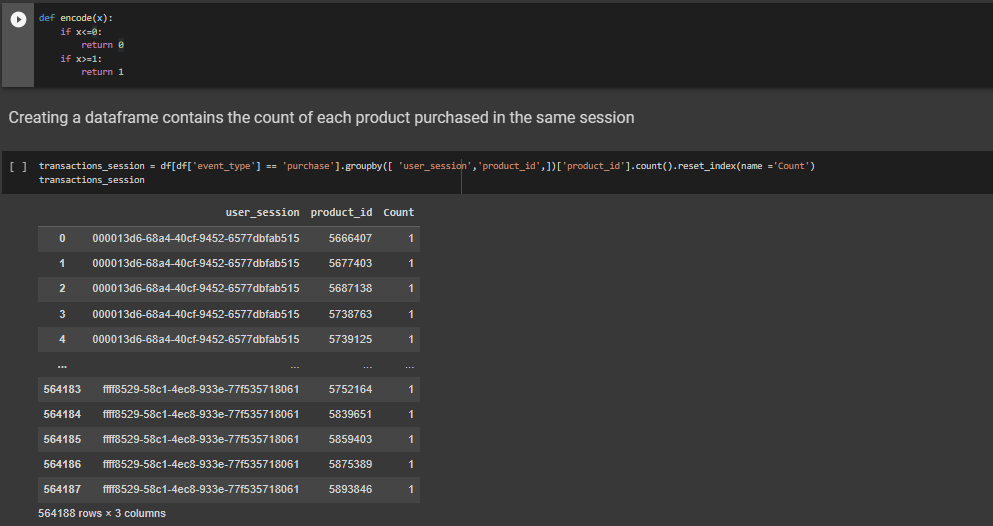 def encode(x):
    if x<=0:
        return 0
    if x>=1:
        return 1
Creating a dataframe contains the count of each product purchased in the same session
[ ] transactions_session = df[df['event_type'] == 'purchase'].groupby([ 'user_session','product_id',])['product_id'].count().reset_index(name ='Count')
transactions_session
user_session product_id Count
0 000013d6-68a4-40cf-9452-6577dbfab515 5666407 1
1 000013d6-68a4-40cf-9452-6577dbfab515 5677403 1
2 000013d6-68a4-40cf-9452-6577dbfab515 5687138 1
3 000013d6-68a4-40cf-9452-6577dbfab515 5738763 1
4 000013d6-68a4-40cf-9452-6577dbfab515 5739125 1
... ... ... ...
564183 ffff8529-58c1-4ec8-933e-77f535718061 5752164 1
564184 ffff8529-58c1-4ec8-933e-77f535718061 5839651 1
564185 ffff8529-58c1-4ec8-933e-77f535718061 5859403 1
564186 ffff8529-58c1-4ec8-933e-77f535718061 5875389 1
564187 ffff8529-58c1-4ec8-933e-77f535718061 5893846 1
564188 rows × 3 columns